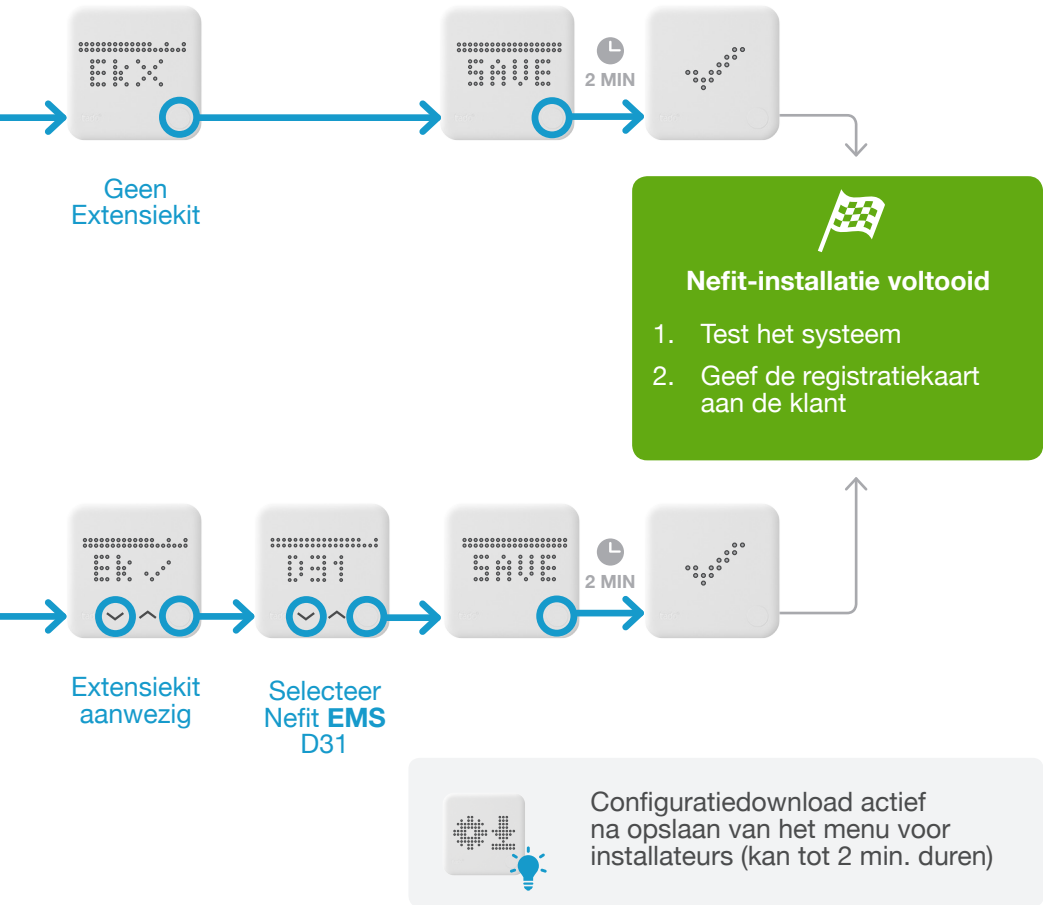 EkX
SAVE
2 MIN
Geen
Extensiekit
Nefit-installatie voltooid
1. Test het systeem
2. Geef de registratiekaart
aan de klant
Ek
D31
SAVE
2 MIN
Extensiekit
aanwezig
Selecteer
Nefit EMS
D31
Configuratiedownload actief
na opslaan van het menu voor
installateurs (kan tot 2 min. duren)